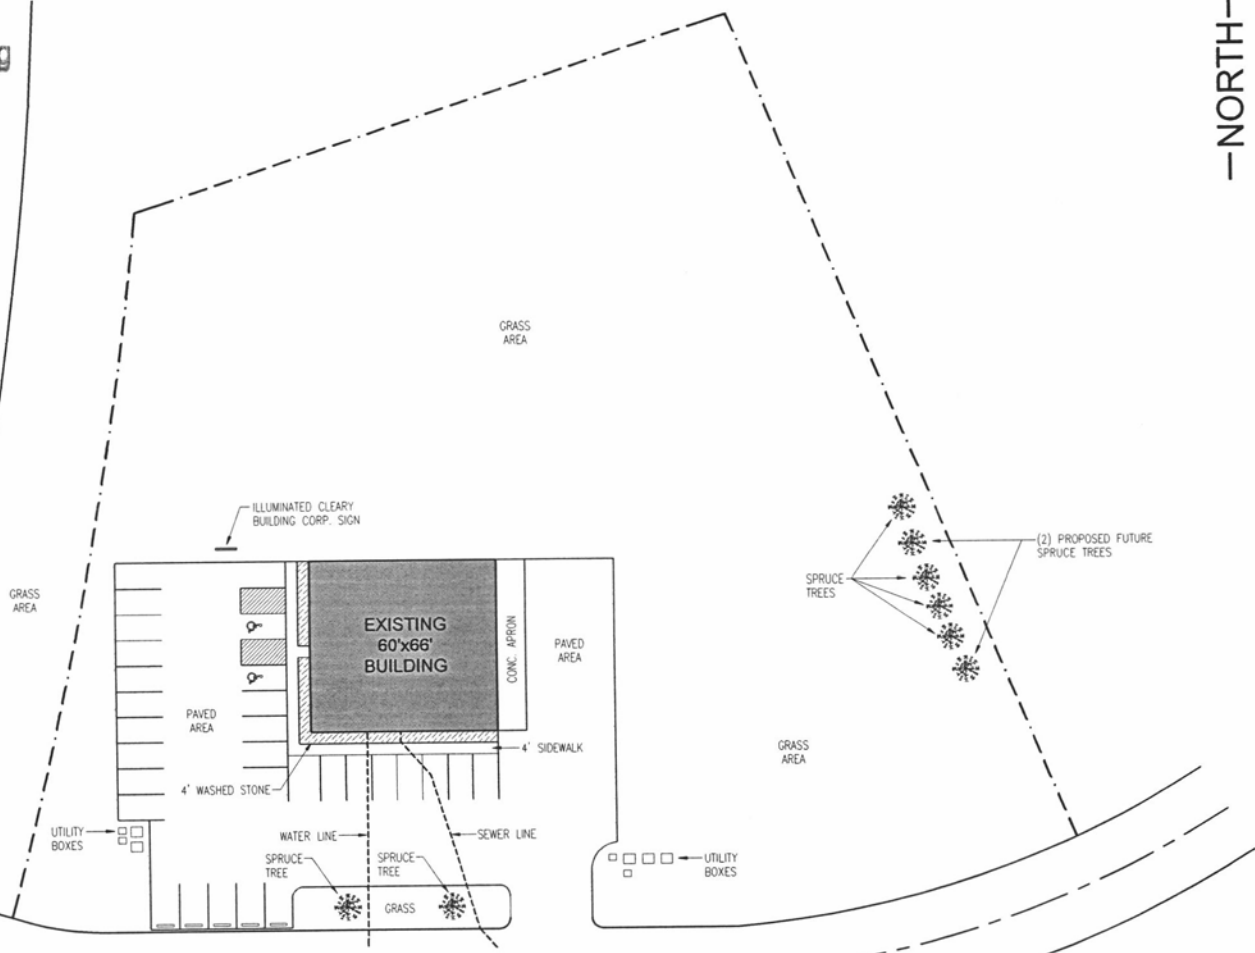 —NORTH—
GRASS
AREA
ILLUMINATED CLEARY
BUILDING CORP. SIGN
(2) PROPOSED FUTURE
SPRUCE TREES
SPRUCE
TREES
GRASS
AREA
EXISTING
60'x66'
BUILDING
CONC. APRON
PAVED
AREA
PAVED
AREA
4' SIDEWALK
GRASS
AREA
4' WASHED STONE
UTILITY
BOXES
WATER LINE
SEWER LINE
SPRUCE
TREE
SPRUCE
TREE
UTILITY
BOXES
GRASS